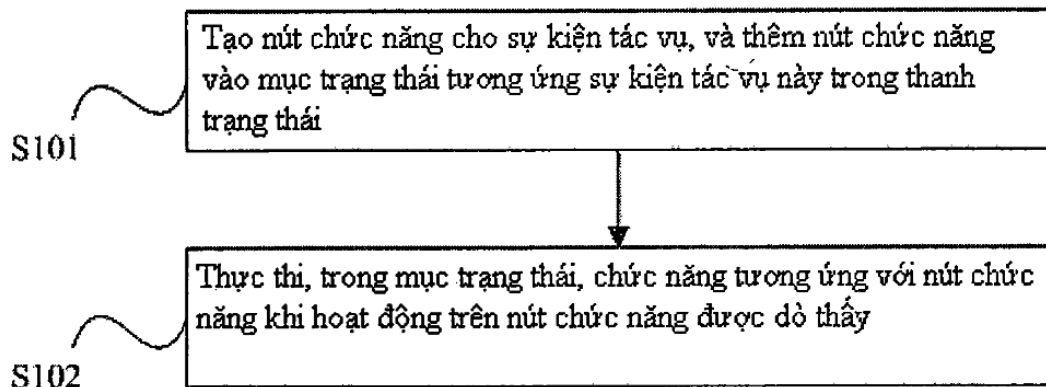 Tạo nút chức năng cho sự kiện tác vụ, và thêm nút chức năng
vào mục trạng thái tương ứng sự kiện tác vụ này trong thanh
trạng thái
S101
Thực thi, trong mục trạng thái, chức năng tương ứng với nút chức
năng khi hoạt động trên nút chức năng được dò thấy
S102